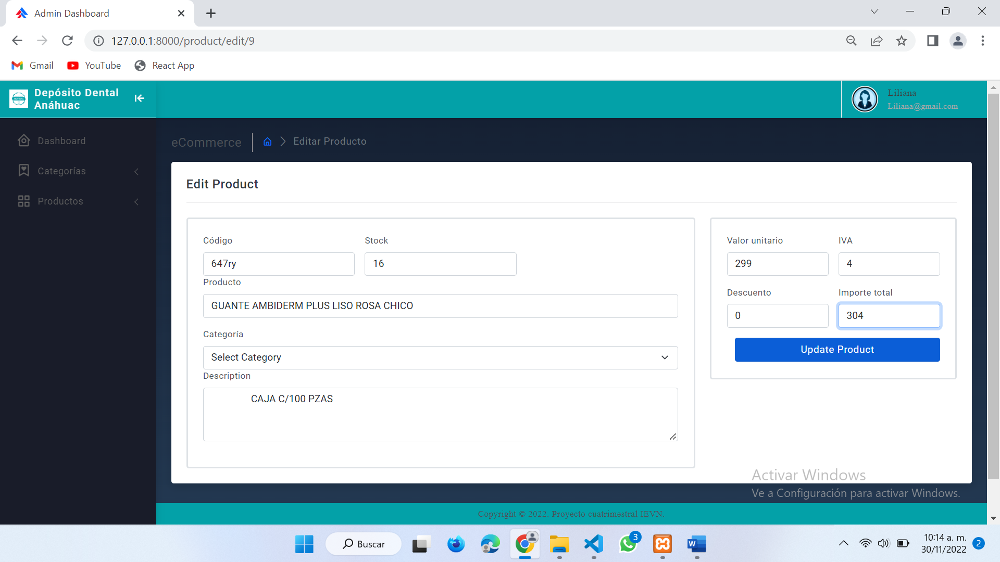 Admin Dashboard
127.0.0.1:8000/product/edit/9
Gmail
YouTube
React App
Depósito Dental
Anáhuac
Liliana
Liliana@gmail.com
Dashboard
Categorías
Productos
eCommerce
Editar Producto
Edit Product
Código
Stock
647ry
16
Producto
GUANTE AMBIDERM PLUS LISO ROSA CHICO
Categoría
Select Category
Description
CAJA C/100 PZAS
Valor unitario
IVA
299
4
Descuento
Importe total
0
304
Update Product
Activar Windows
Ve a Configuración para activar Windows.
Copyright © 2022. Proyecto cuatrimestral IEVN.
Buscar
3
W
10:14 a. m.
30/11/2022
2